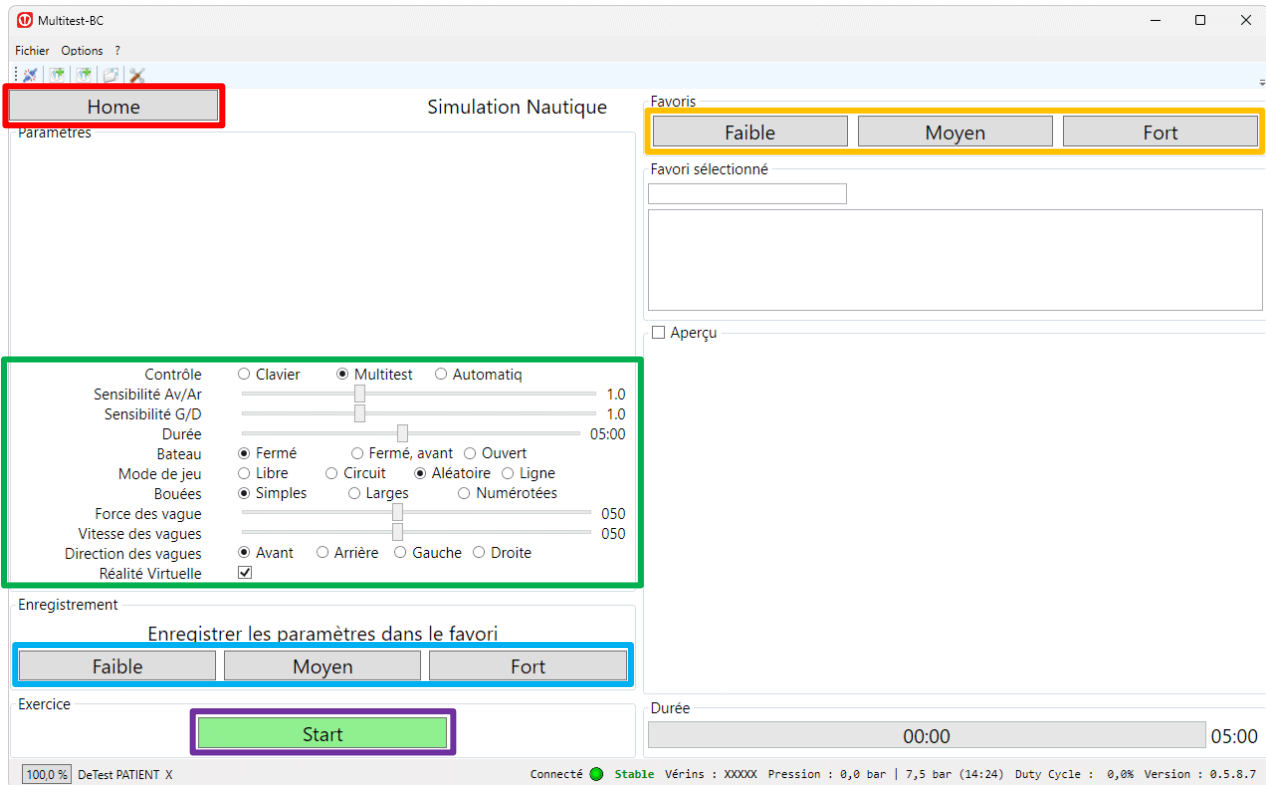 Multitest-BC
Fichier Options ?
Home
Simulation Nautique
Paramètres
Contrôle Clavier Multitest Automatiq
Sensibilité Av/Ar 1.0
Sensibilité G/D 1.0
Durée 05:00
Bateau Fermé Fermé, avant Ouvert
Mode de jeu Libre Circuit Aléatoire Ligne
Bouées Simples Larges Numérotées
Force des vague 050
Vitesse des vagues 050
Direction des vagues Avant Arrière Gauche Droite
Réalité Virtuelle
Enregistrement
Enregistrer les paramètres dans le favori
Faible Moyen Fort
Exercice
Start
Favoris
Faible Moyen Fort
Favori sélectionné
Aperçu
Durée
00:00 05:00
100,0 % DeTest PATIENT X Connecté Stable Vérins : XXXXX Pression : 0,0 bar | 7,5 bar (14:24) Duty Cycle : 0,0% Version : 0.5.8.7